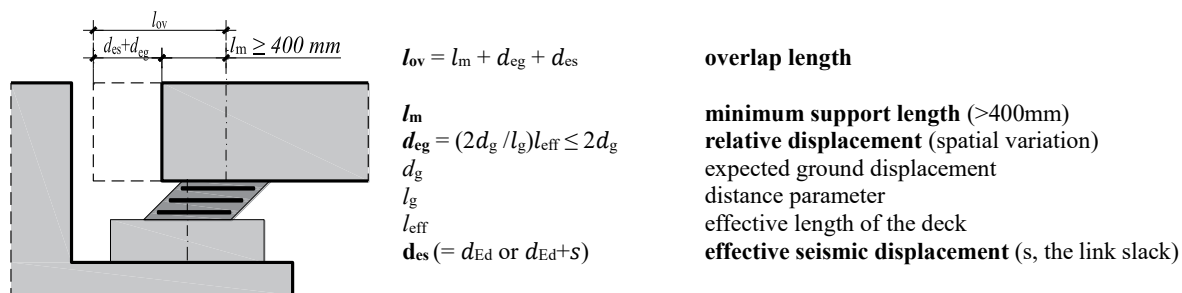 lov
des+deg
lm ≥ 400 mm
lov = lm + deg + des overlap length
lm minimum support length (>400mm)
deg = (2dg /lg)leff ≤ 2dg relative displacement (spatial variation)
dg expected ground displacement
lg distance parameter
leff effective length of the deck
des (= dEd or dEd+s) effective seismic displacement (s, the link slack)